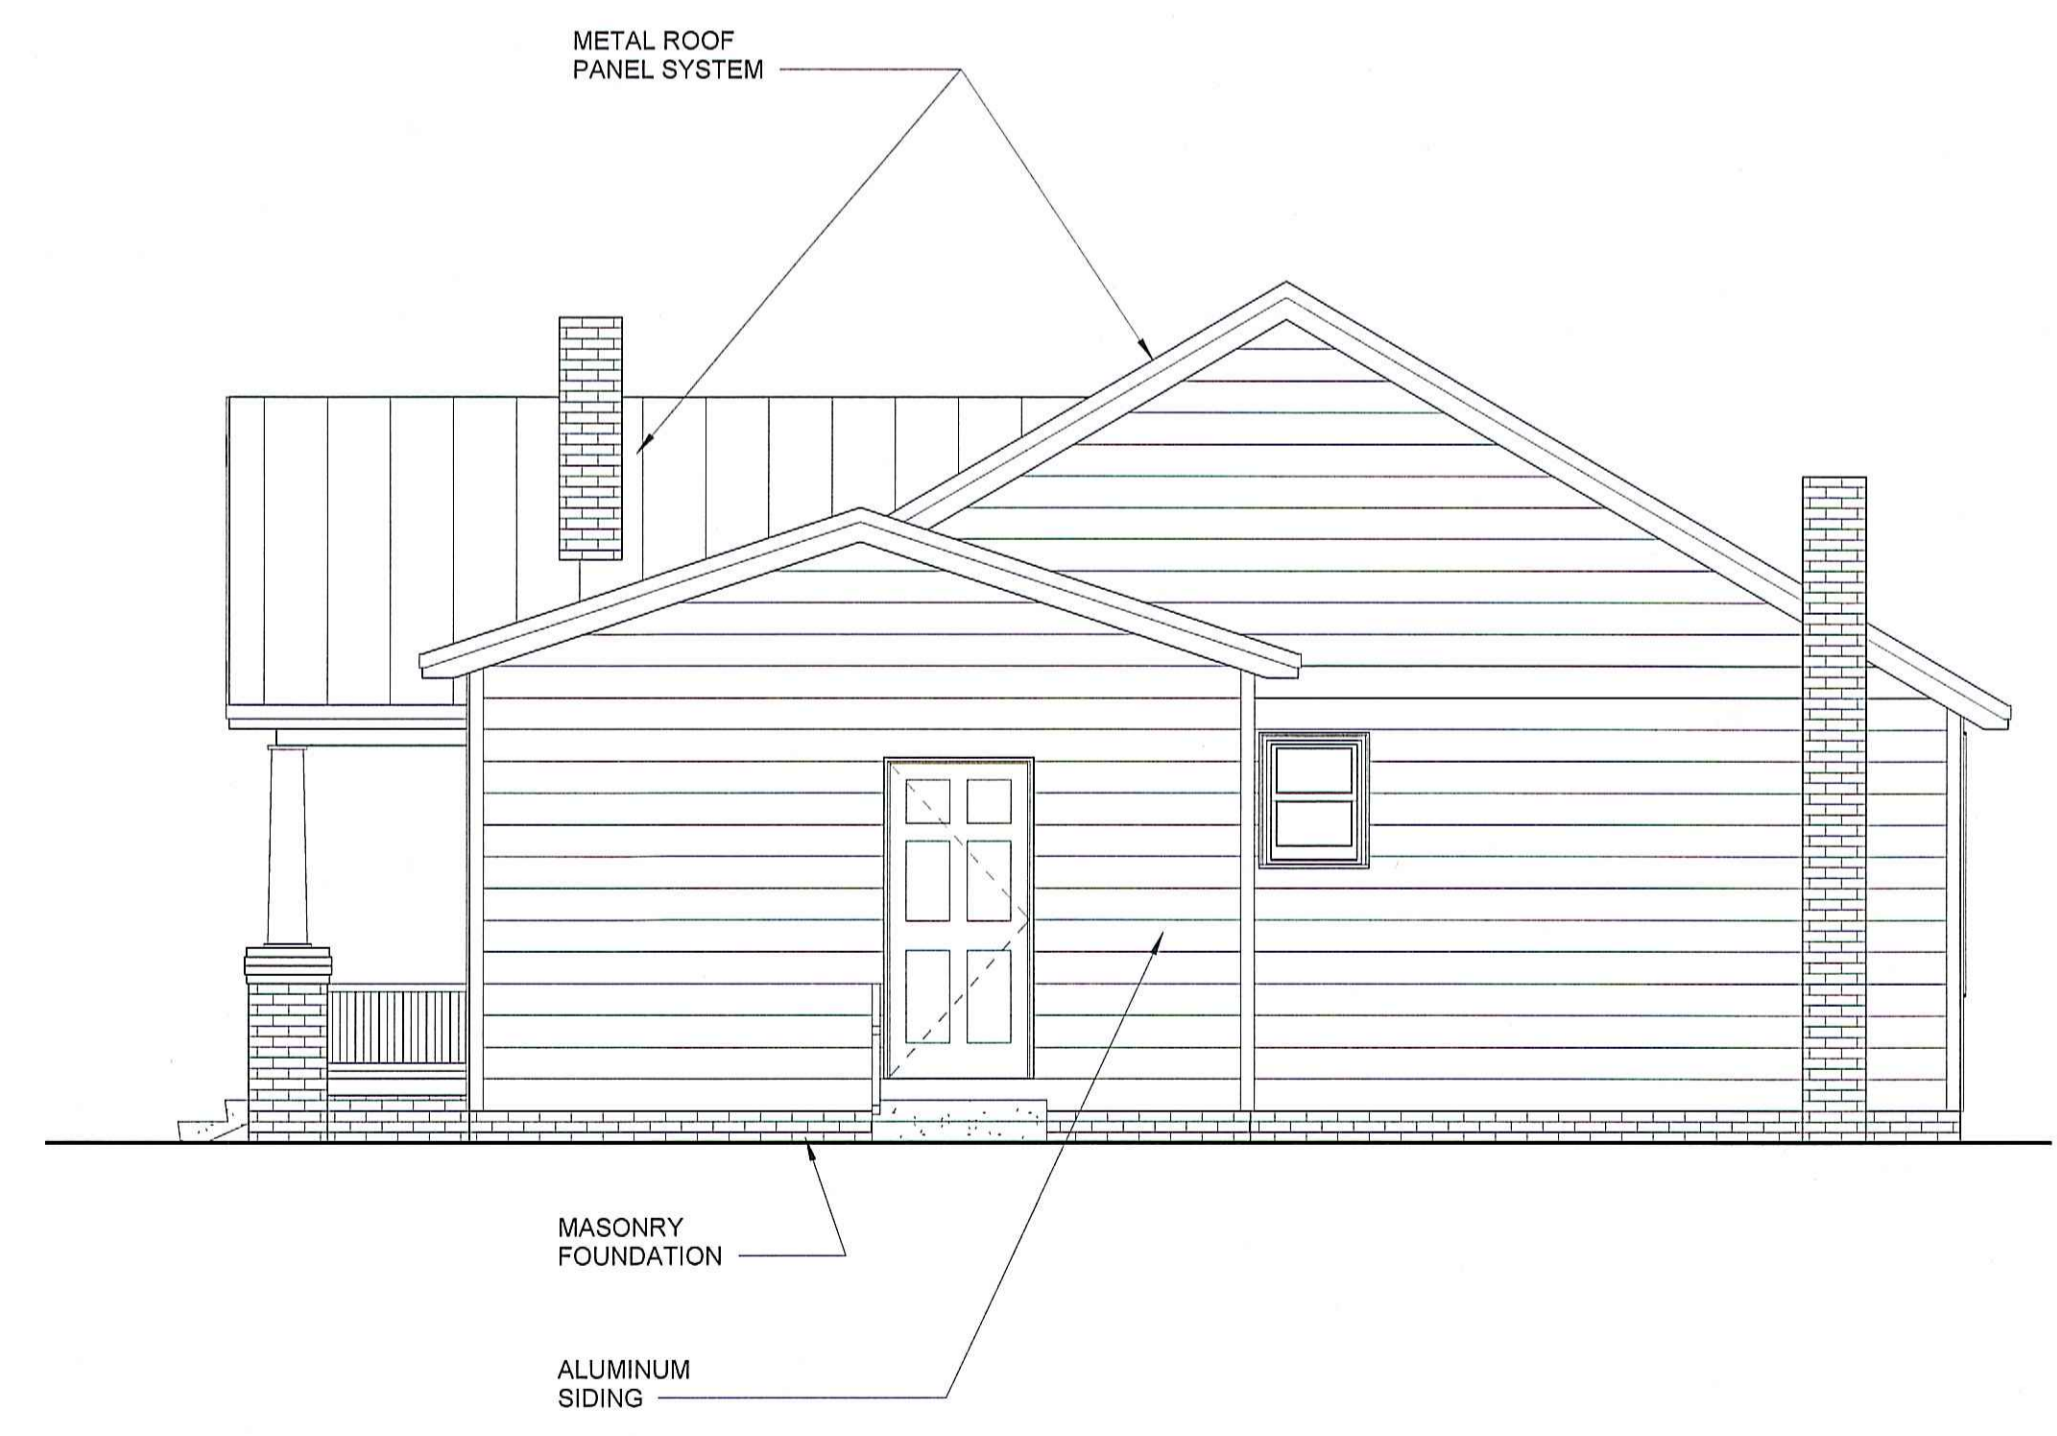 METAL ROOF
PANEL SYSTEM
MASONRY
FOUNDATION
ALUMINUM
SIDING